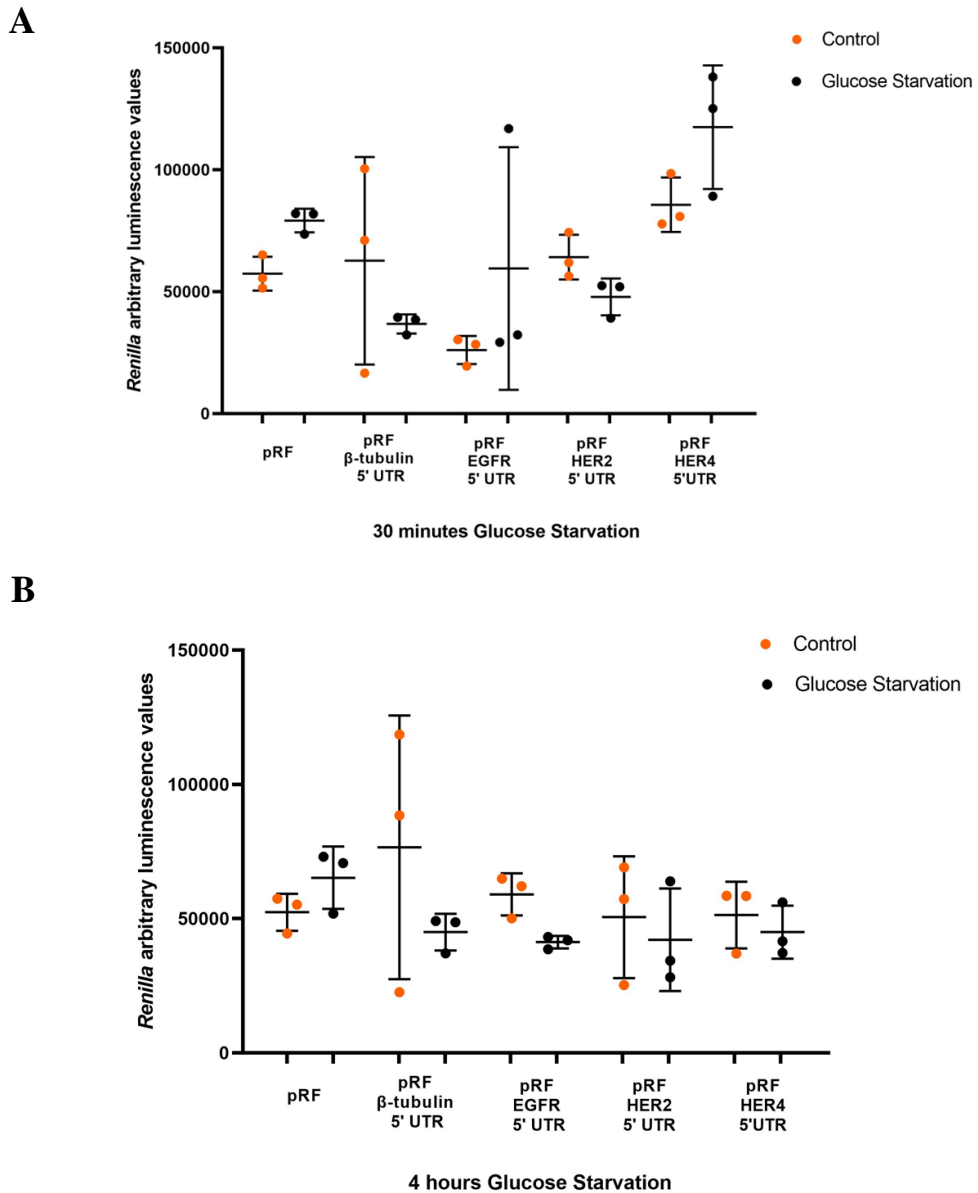 A
Renilla arbitrary luminescence values
150000
100000
50000
0
Control
Glucose Starvation
pRF
pRF
β-tubulin
5' UTR
pRF
EGFR
5' UTR
pRF
HER2
5' UTR
pRF
HER4
5'UTR
30 minutes Glucose Starvation
B
Renilla arbitrary luminescence values
150000
100000
50000
0
Control
Glucose Starvation
pRF
pRF
β-tubulin
5' UTR
pRF
EGFR
5' UTR
pRF
HER2
5' UTR
pRF
HER4
5'UTR
4 hours Glucose Starvation